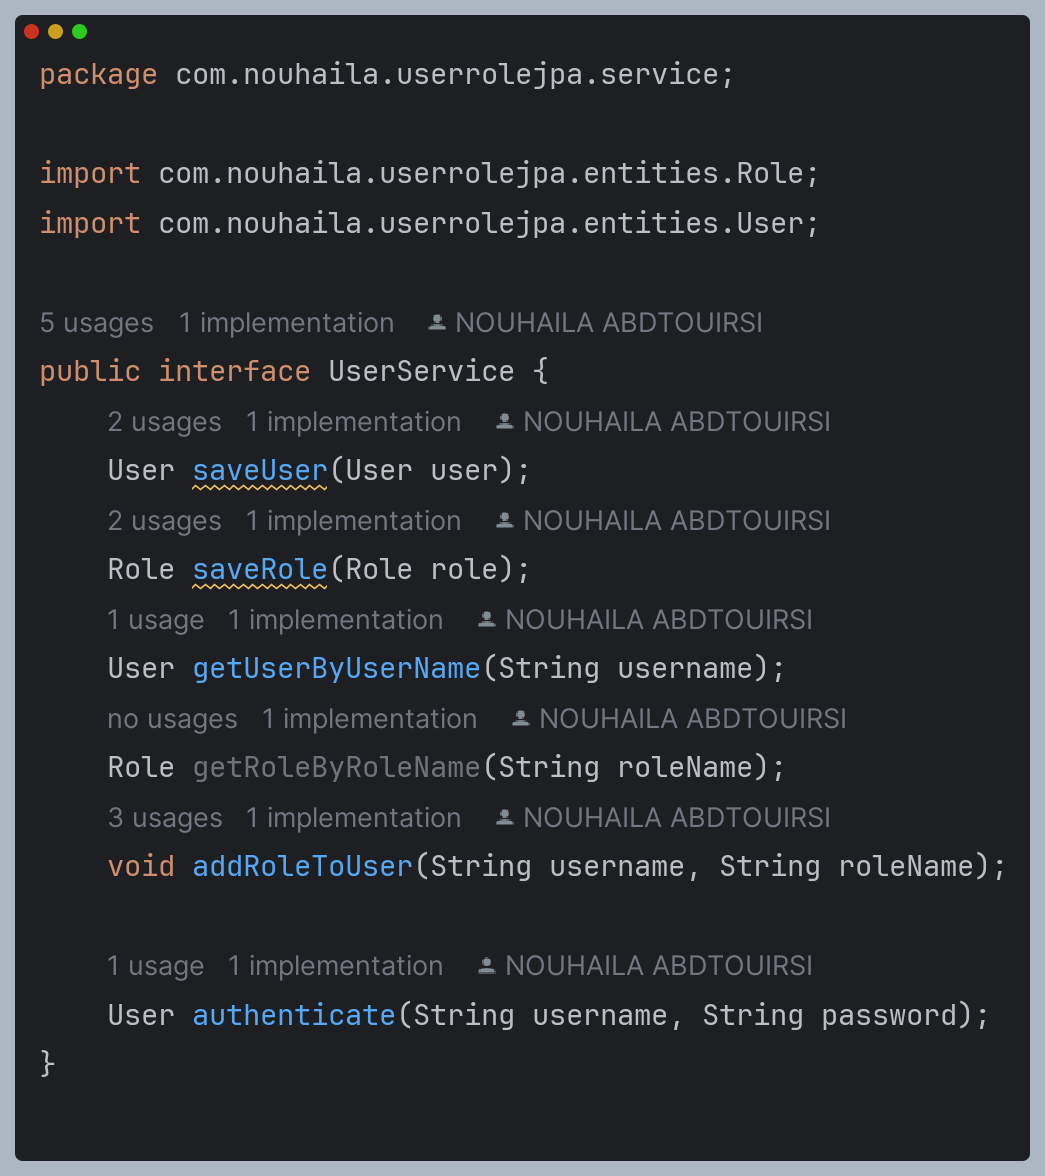 package com.nouhaila.userrolejpa.service;
import com.nouhaila.userrolejpa.entities.Role;
import com.nouhaila.userrolejpa.entities.User;
5 usages 1 implementation NOUHAILA ABDTOUIRSI
public interface UserService {
2 usages 1 implementation NOUHAILA ABDTOUIRSI
User saveUser(User user);
2 usages 1 implementation NOUHAILA ABDTOUIRSI
Role saveRole(Role role);
1 usage 1 implementation NOUHAILA ABDTOUIRSI
User getUserByUserName(String username);
no usages 1 implementation NOUHAILA ABDTOUIRSI
Role getRoleByRoleName(String roleName);
3 usages 1 implementation NOUHAILA ABDTOUIRSI
void addRoleToUser(String username, String roleName);
1 usage 1 implementation NOUHAILA ABDTOUIRSI
User authenticate(String username, String password);
}